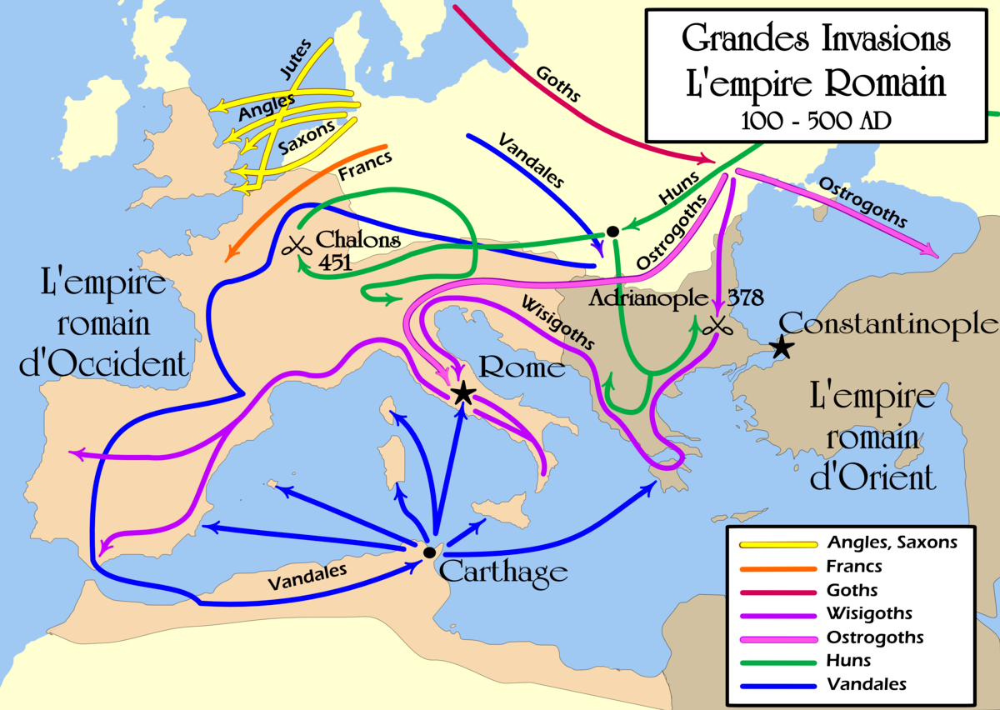 Grandes Invasions
L'empire Romain
100 - 500 AD
Jutes
Angles
Saxons
Francs
Goths
Vandales
Huns
Ostrogoths
Ostrogoths
Chalons
451
L'empire
romain
d'Occident
Adrianople 378
Wisigoths
Constantinople
Rome
L'empire
romain
d'Orient
Carthage
Vandales
Angles, Saxons
Francs
Goths
Wisigoths
Ostrogoths
Huns
Vandales